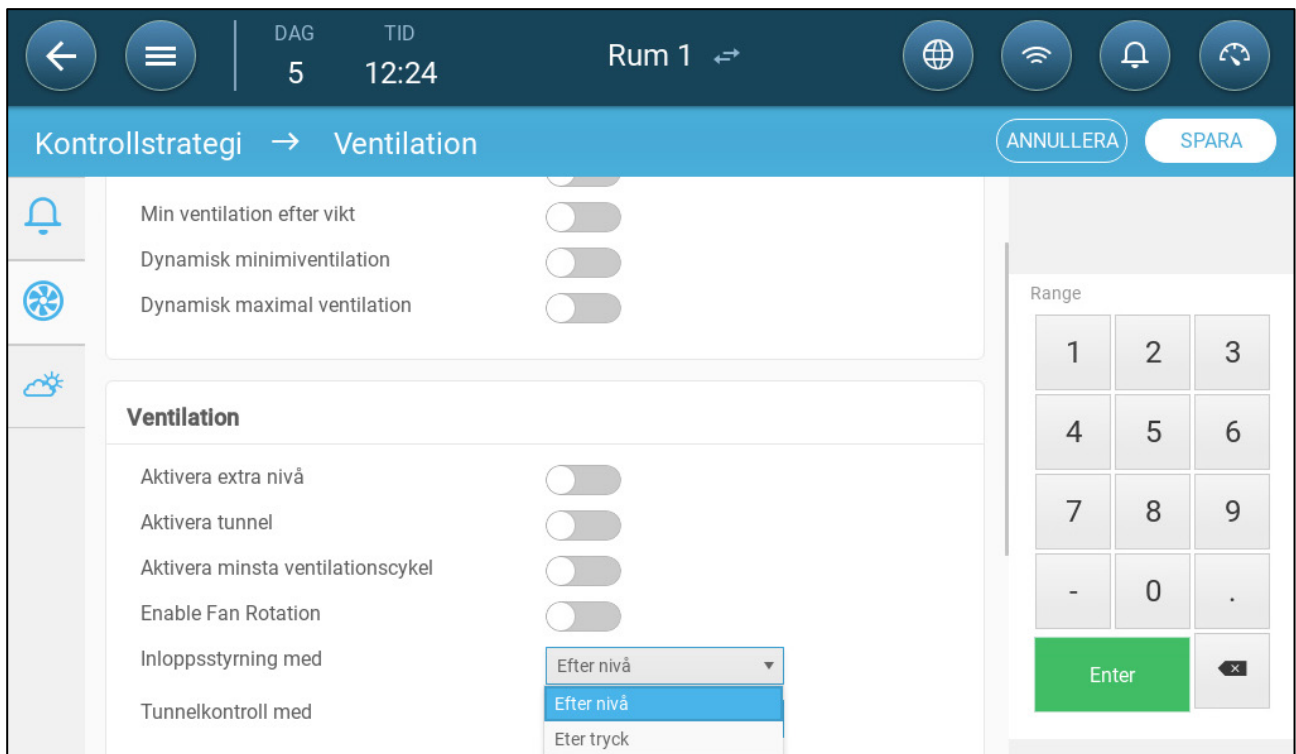 DAG TID
5 12:24
Rum 1
Kontrollstrategi → Ventilation
ANNULLERA
SPARA
Min ventilation efter vikt
Dynamisk minimiventilation
Dynamisk maximal ventilation
Ventilation
Aktivera extra nivå
Aktivera tunnel
Aktivera minsta ventilationscykel
Enable Fan Rotation
Inloppsstyrning med
Efter nivå
Efter nivå
Tunnelkontroll med
Eter tryck
Range
1 2 3
4 5 6
7 8 9
- 0 .
Enter